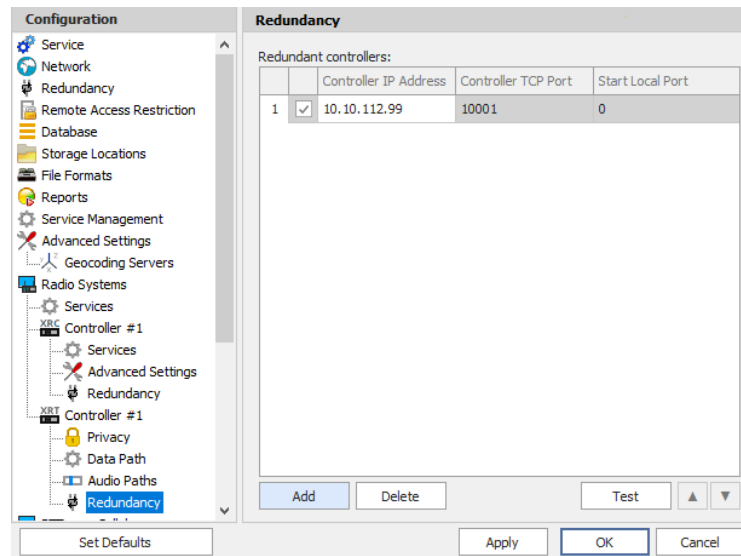 Configuration
Service
Network
Redundancy
Remote Access Restriction
Database
Storage Locations
File Formats
Reports
Service Management
Advanced Settings
Geocoding Servers
Radio Systems
Services
XRC Controller #1
Services
Advanced Settings
Redundancy
XRT Controller #1
Privacy
Data Path
Audio Paths
Redundancy
Set Defaults
Redundancy
Redundant controllers:
Controller IP Address Controller TCP Port Start Local Port
1 10.10.112.99 10001 0
Add Delete Test
Apply OK Cancel